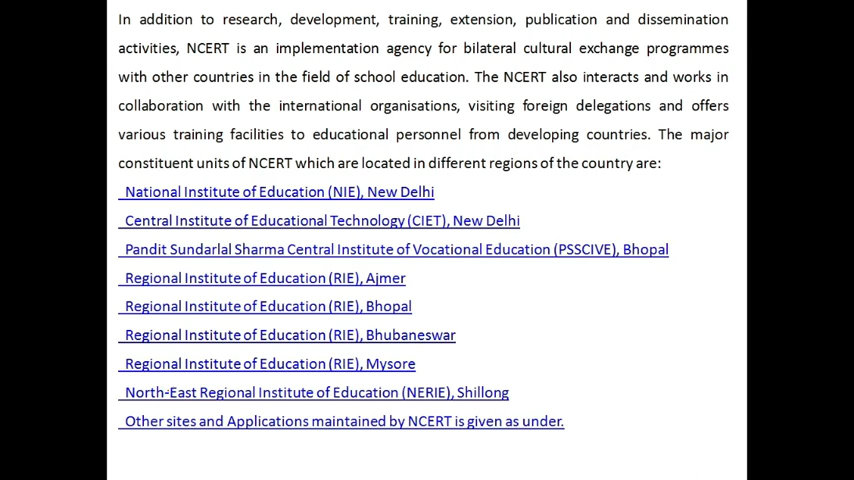 In addition to research, development, training, extension, publication and dissemination
activities, NCERT is an implementation agency for bilateral cultural exchange programmes
with other countries in the field of school education. The NCERT also interacts and works in
collaboration with the international organisations, visiting foreign delegations and offers
various training facilities to educational personnel from developing countries. The major
constituent units of NCERT which are located in different regions of the country are:
National Institute of Education (NIE), New Delhi
Central Institute of Educational Technology (CIET), New Delhi
Pandit Sundarlal Sharma Central Institute of Vocational Education (PSSCIVE), Bhopal
Regional Institute of Education (RIE), Ajmer
Regional Institute of Education (RIE), Bhopal
Regional Institute of Education (RIE), Bhubaneswar
Regional Institute of Education (RIE), Mysore
North-East Regional Institute of Education (NERIE), Shillong
Other sites and Applications maintained by NCERT is given as under.